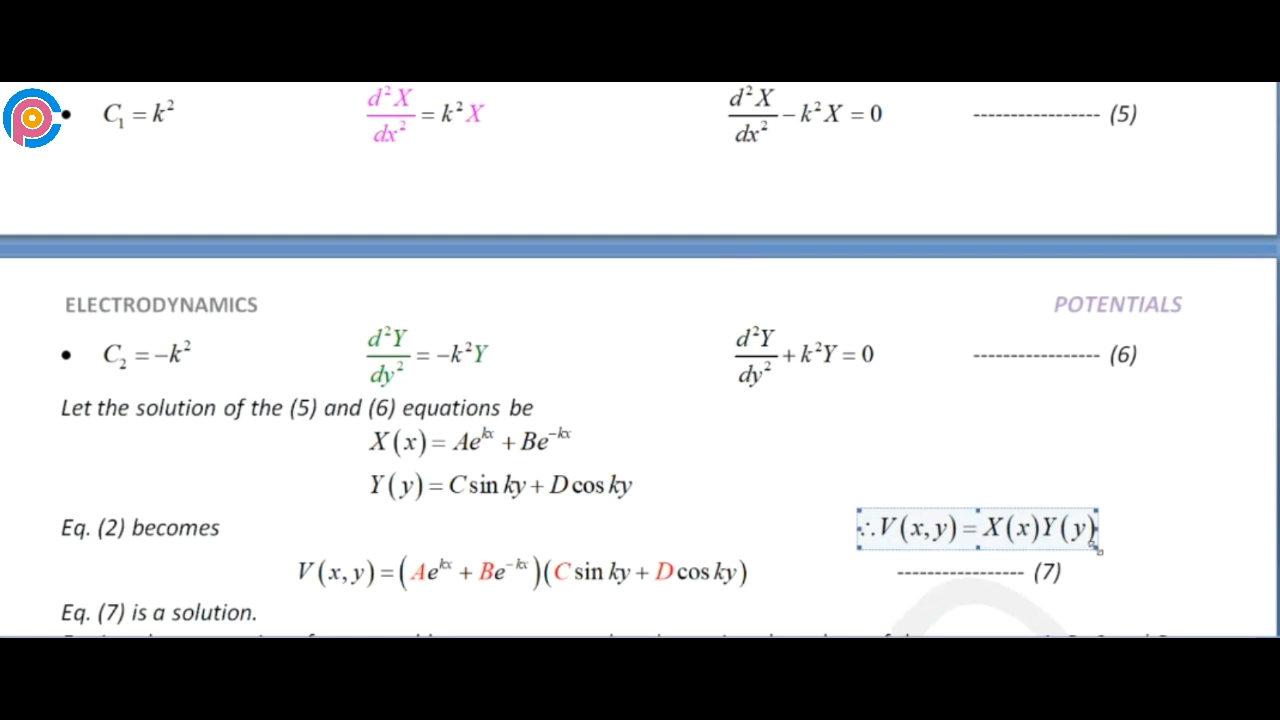 • C₁ = k² d²X/dx² = k²X d²X/dx² − k²X = 0 ----------------- (5)
ELECTRODYNAMICS POTENTIALS
• C₂ = −k² d²Y/dy² = −k²Y d²Y/dy² + k²Y = 0 ----------------- (6)
Let the solution of the (5) and (6) equations be
X(x) = Ae^{kx} + Be^{−kx}
Y(y) = C sin ky + D cos ky
Eq. (2) becomes ∴ V(x, y) = X(x)Y(y)
V(x, y) = (Ae^{kx} + Be^{−kx})(C sin ky + D cos ky) ----------------- (7)
Eq. (7) is a solution.